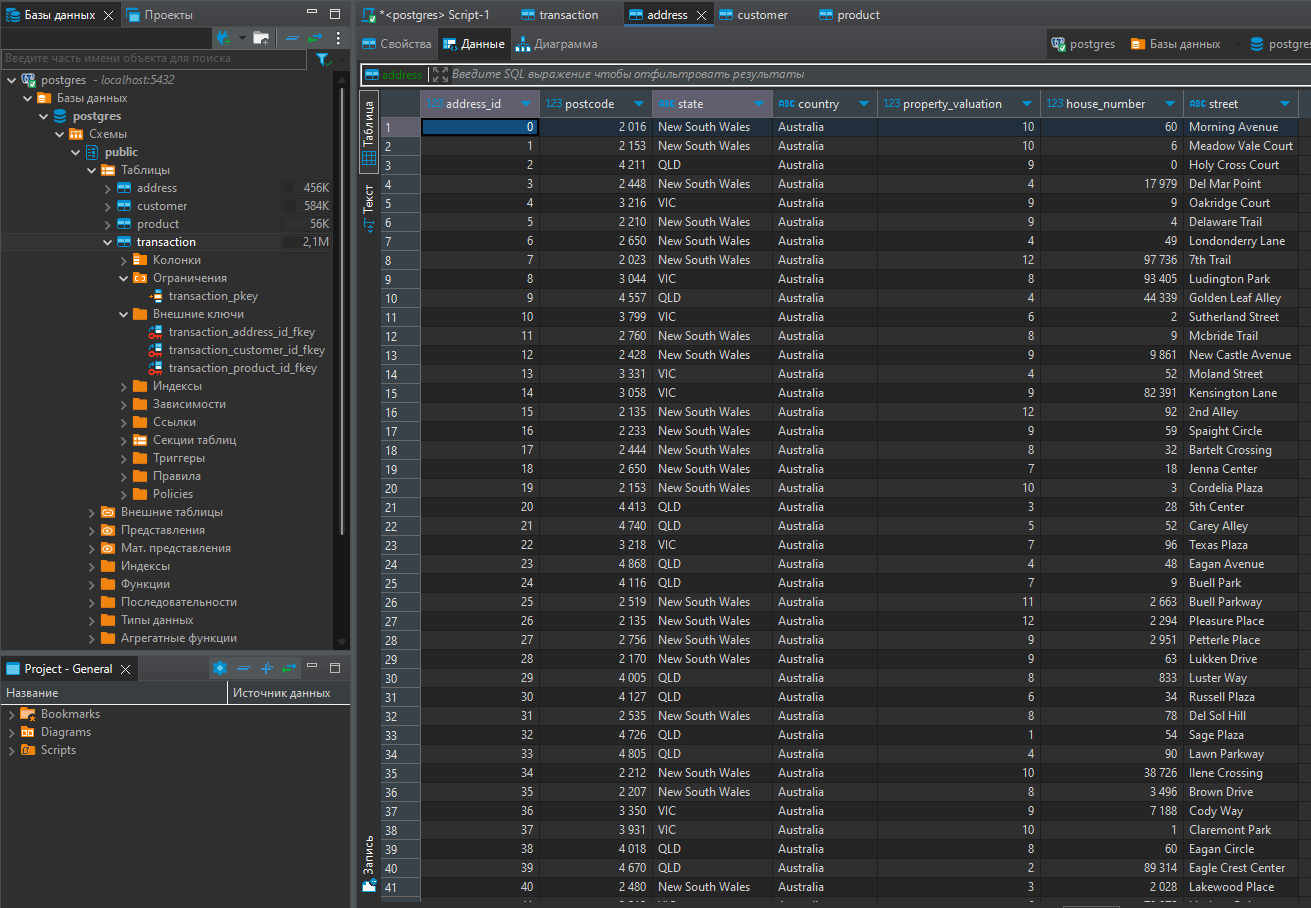 Базы данных
Проекты
Введите часть имени объекта для поиска
postgres - localhost:5432
Базы данных
postgres
Схемы
public
Таблицы
address 456K
customer 584K
product 56K
transaction 2,1M
Колонки
Ограничения
transaction_pkey
Внешние ключи
transaction_address_id_fkey
transaction_customer_id_fkey
transaction_product_id_fkey
Индексы
Зависимости
Ссылки
Секции таблиц
Триггеры
Правила
Policies
Внешние таблицы
Представления
Мат. представления
Индексы
Функции
Последовательности
Типы данных
Агрегатные функции
Project - General
Название Источник данных
Bookmarks
Diagrams
Scripts
*<postgres> Script-1 transaction address customer product
Свойства Данные Диаграмма postgres Базы данных postgres
address Введите SQL выражение чтобы отфильтровать результаты
Таблица
Текст
Запись
123 address_id 123 postcode ABC state ABC country 123 property_valuation 123 house_number ABC street
1 0 2 016 New South Wales Australia 10 60 Morning Avenue
2 1 2 153 New South Wales Australia 10 6 Meadow Vale Court
3 2 4 211 QLD Australia 9 0 Holy Cross Court
4 3 2 448 New South Wales Australia 4 17 979 Del Mar Point
5 4 3 216 VIC Australia 9 9 Oakridge Court
6 5 2 210 New South Wales Australia 9 4 Delaware Trail
7 6 2 650 New South Wales Australia 4 49 Londonderry Lane
8 7 2 023 New South Wales Australia 12 97 736 7th Trail
9 8 3 044 VIC Australia 8 93 405 Ludington Park
10 9 4 557 QLD Australia 4 44 339 Golden Leaf Alley
11 10 3 799 VIC Australia 6 2 Sutherland Street
12 11 2 760 New South Wales Australia 8 9 Mcbride Trail
13 12 2 428 New South Wales Australia 9 9 861 New Castle Avenue
14 13 3 331 VIC Australia 4 52 Moland Street
15 14 3 058 VIC Australia 9 82 391 Kensington Lane
16 15 2 135 New South Wales Australia 12 92 2nd Alley
17 16 2 233 New South Wales Australia 9 59 Spaight Circle
18 17 2 444 New South Wales Australia 8 32 Bartelt Crossing
19 18 2 650 New South Wales Australia 7 18 Jenna Center
20 19 2 153 New South Wales Australia 10 3 Cordelia Plaza
21 20 4 413 QLD Australia 3 28 5th Center
22 21 4 740 QLD Australia 5 52 Carey Alley
23 22 3 218 VIC Australia 7 96 Texas Plaza
24 23 4 868 QLD Australia 4 48 Eagan Avenue
25 24 4 116 QLD Australia 7 9 Buell Park
26 25 2 519 New South Wales Australia 11 2 663 Buell Parkway
27 26 2 135 New South Wales Australia 12 2 294 Pleasure Place
28 27 2 756 New South Wales Australia 9 2 951 Petterle Place
29 28 2 170 New South Wales Australia 9 63 Lukken Drive
30 29 4 005 QLD Australia 8 833 Luster Way
31 30 4 127 QLD Australia 6 34 Russell Plaza
32 31 2 535 New South Wales Australia 8 78 Del Sol Hill
33 32 4 726 QLD Australia 1 54 Sage Plaza
34 33 4 805 QLD Australia 4 90 Lawn Parkway
35 34 2 212 New South Wales Australia 10 38 726 Ilene Crossing
36 35 2 207 New South Wales Australia 8 3 496 Brown Drive
37 36 3 350 VIC Australia 9 7 188 Cody Way
38 37 3 931 VIC Australia 10 1 Claremont Park
39 38 4 018 QLD Australia 8 60 Eagan Circle
40 39 4 670 QLD Australia 2 89 314 Eagle Crest Center
41 40 2 480 New South Wales Australia 3 2 028 Lakewood Place